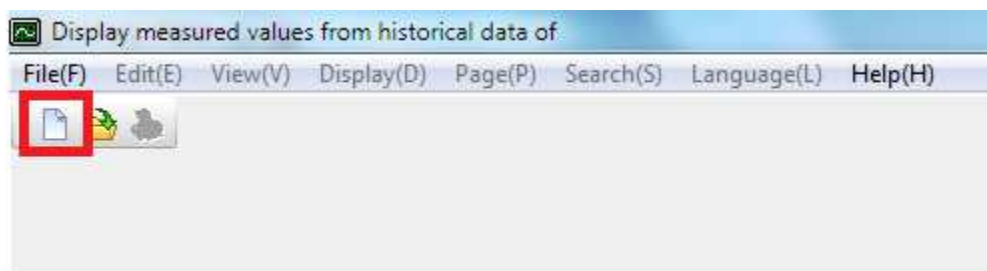 Display measured values from historical data of
File(F) Edit(E) View(V) Display(D) Page(P) Search(S) Language(L) Help(H)